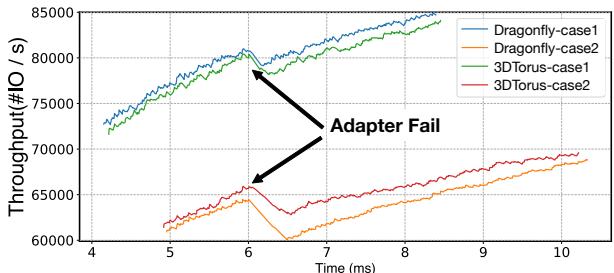 Throughput(#IO / s)
85000
80000
75000
70000
65000
60000
Dragonfly-case1
Dragonfly-case2
3DTorus-case1
3DTorus-case2
Adapter Fail
4 5 6 7 8 9 10
Time (ms)